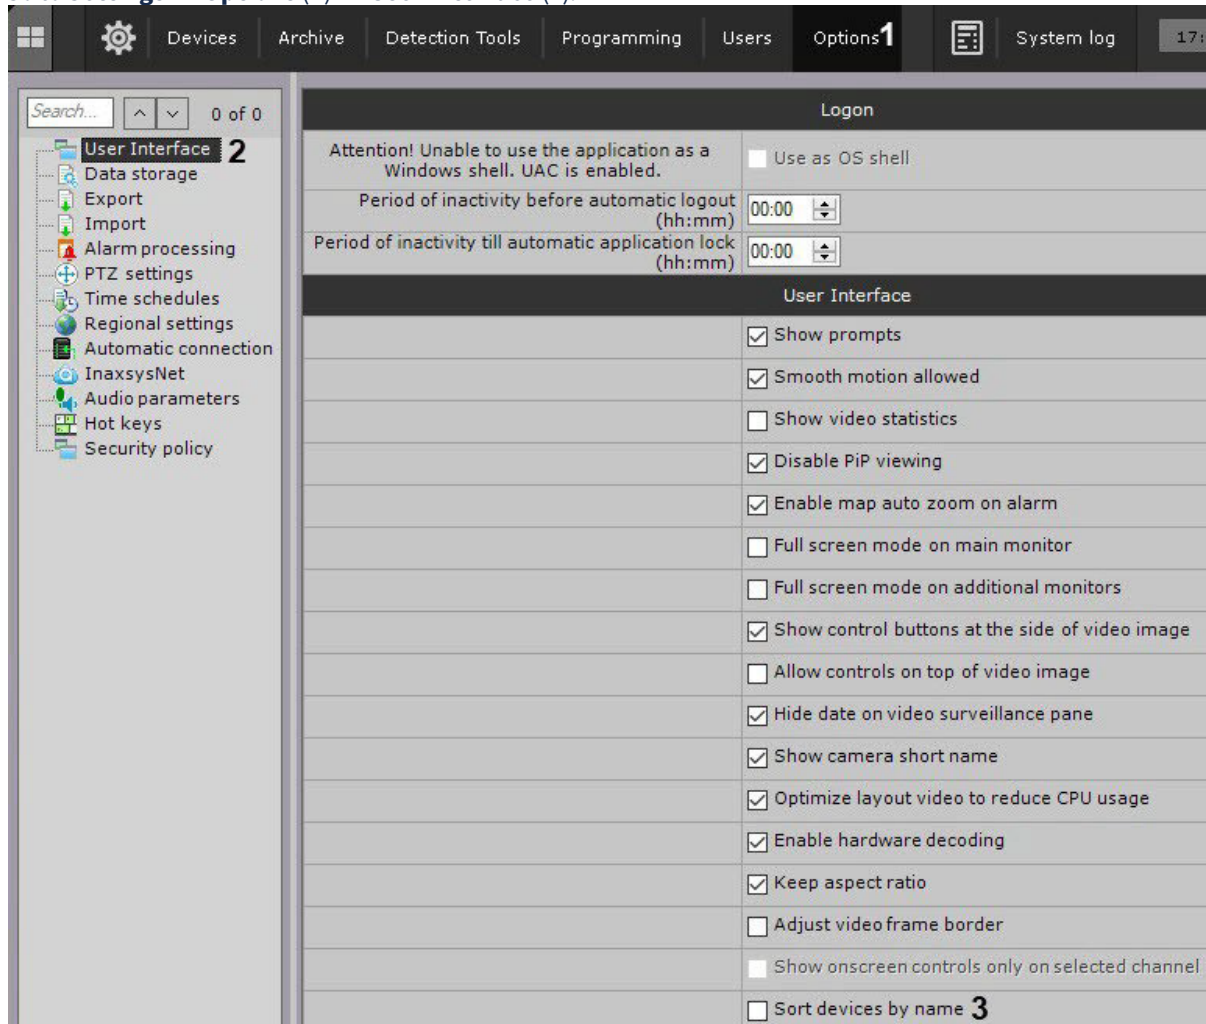 Devices Archive Detection Tools Programming Users Options 1 System log 17:
Search... 0 of 0
User Interface 2
Data storage
Export
Import
Alarm processing
PTZ settings
Time schedules
Regional settings
Automatic connection
InaxsysNet
Audio parameters
Hot keys
Security policy
Logon
Attention! Unable to use the application as a
Windows shell. UAC is enabled.
Use as OS shell
Period of inactivity before automatic logout
(hh:mm)
00:00
Period of inactivity till automatic application lock
(hh:mm)
00:00
User Interface
Show prompts
Smooth motion allowed
Show video statistics
Disable PiP viewing
Enable map auto zoom on alarm
Full screen mode on main monitor
Full screen mode on additional monitors
Show control buttons at the side of video image
Allow controls on top of video image
Hide date on video surveillance pane
Show camera short name
Optimize layout video to reduce CPU usage
Enable hardware decoding
Keep aspect ratio
Adjust video frame border
Show onscreen controls only on selected channel
Sort devices by name 3